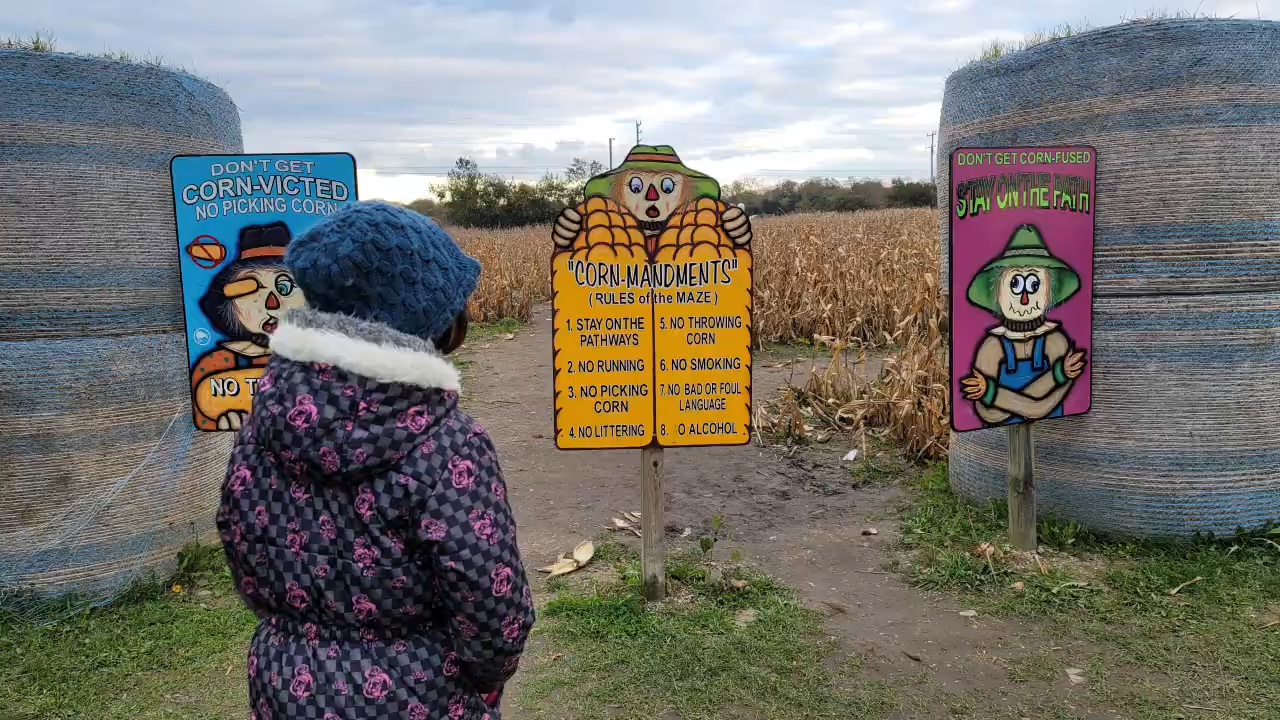 DON'T GET
CORN-VICTED
NO PICKING CORN
NO
DON'T GET CORN-FUSED
STAY ON THE PATH
"CORN-MANDMENTS"
(RULES of the MAZE)
1. STAY ON THE
PATHWAYS
2. NO RUNNING
3. NO PICKING
CORN
4. NO LITTERING
5. NO THROWING
CORN
6. NO SMOKING
7. NO BAD OR FOUL
LANGUAGE
8. O ALCOHOL